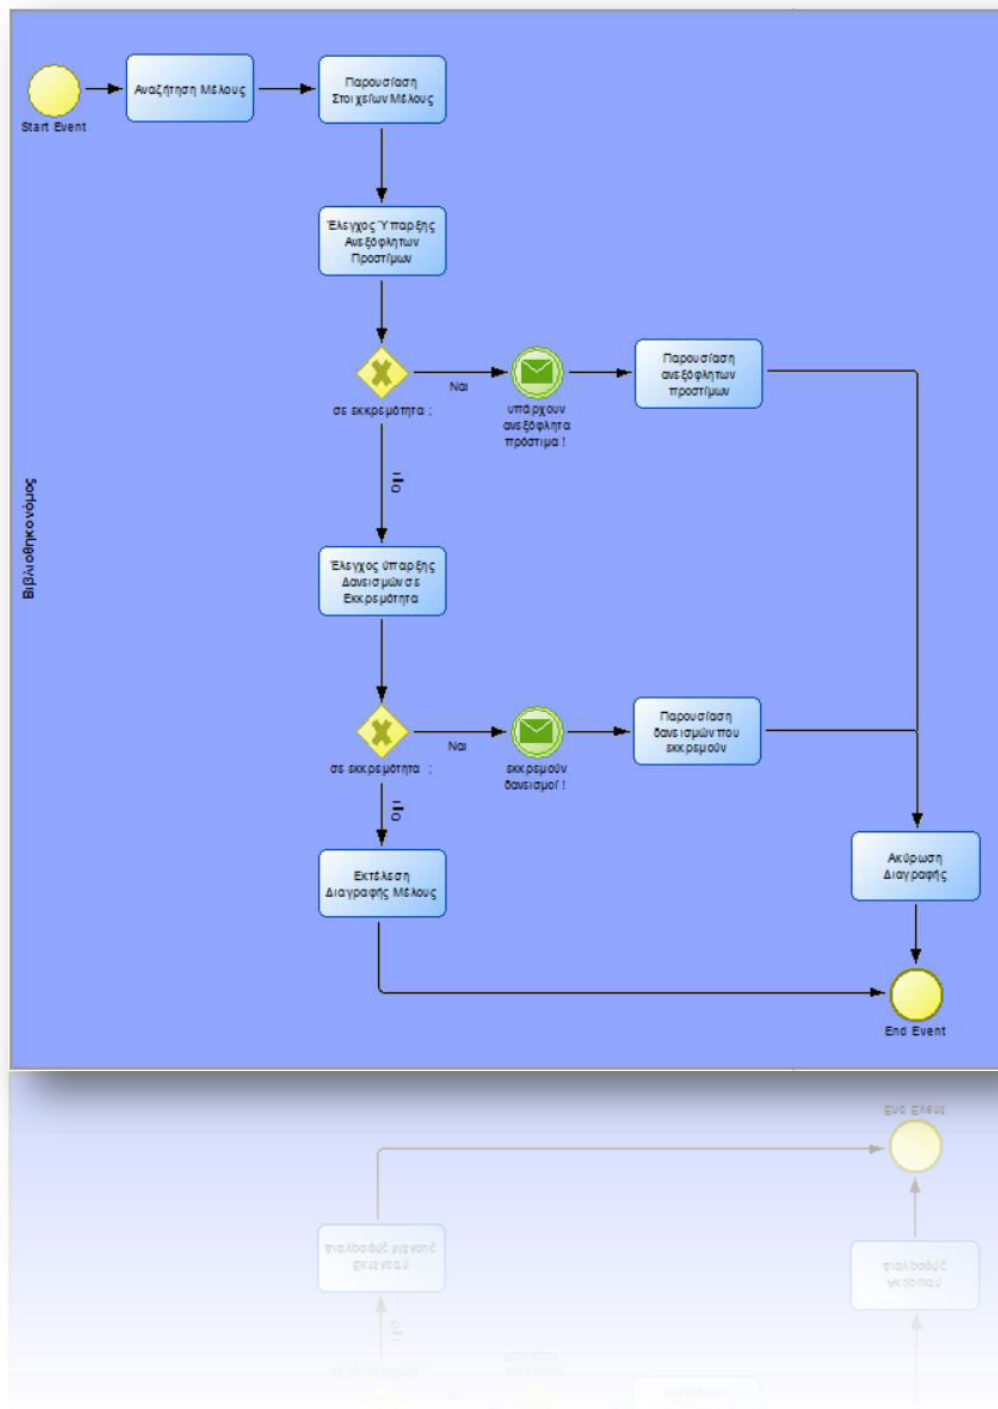 Αναζήτηση Μέλους
Παρουσίαση
Στοιχείων Μέλους
Start Event
Έλεγχος Ύπαρξης
Ανεξόφλητων
Προστίμων
Ναι
σε εκκρεμότητα ;
υπάρχουν
ανεξόφλητα
πρόστιμα !
Παρουσίαση
ανεξόφλητων
προστίμων
όχι
Βιβλιοθηκονόμος
Έλεγχος ύπαρξης
Δανεισμών σε
Εκκρεμότητα
Ναι
σε εκκρεμότητα ;
εκκρεμούν
δανεισμοί !
Παρουσίαση
δανεισμών που
εκκρεμούν
όχι
Εκτέλεση
Διαγραφής Μέλους
Ακύρωση
Διαγραφής
End Event